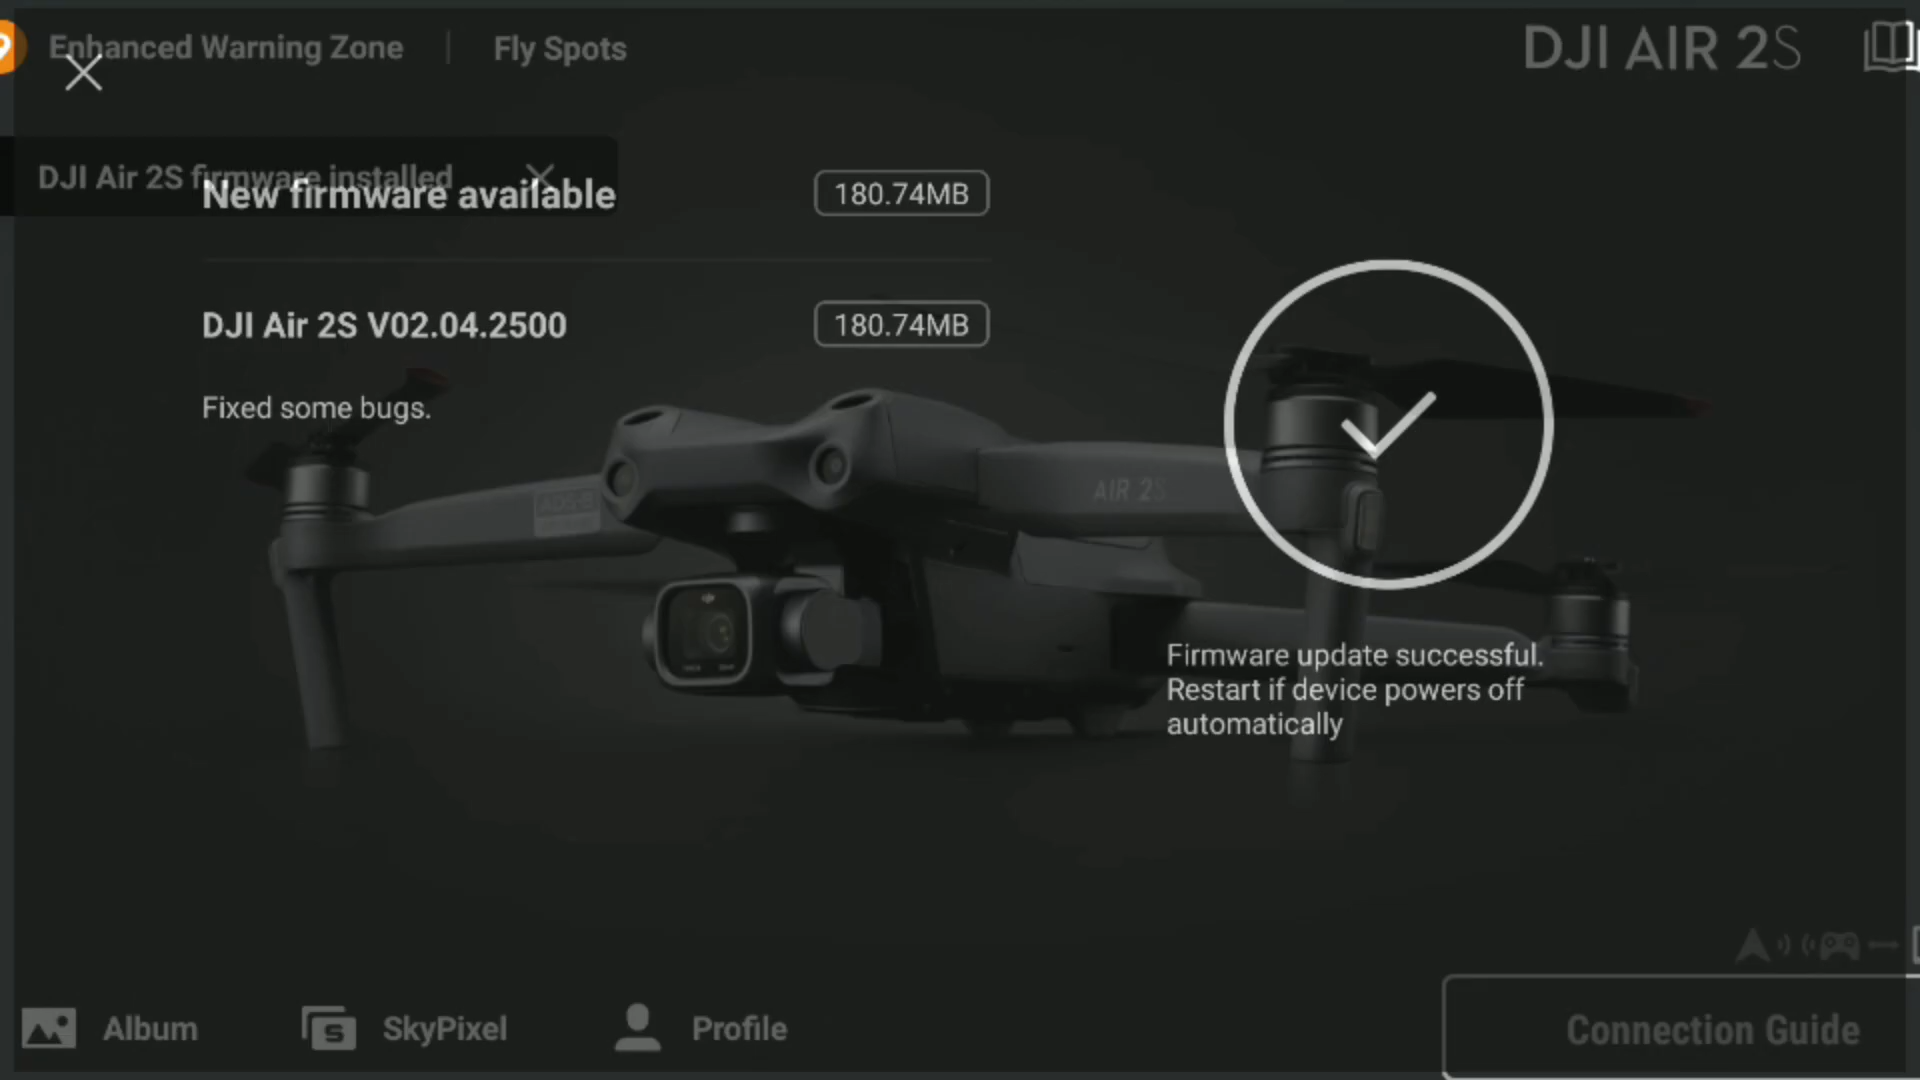 Enhanced Warning Zone | Fly Spots
DJI AIR 2S
DJI Air 2S firmware installed
New firmware available
180.74MB
DJI Air 2S V02.04.2500
180.74MB
Fixed some bugs.
AIR 2S
Firmware update successful.
Restart if device powers off
automatically
Album
SkyPixel
Profile
Connection Guide